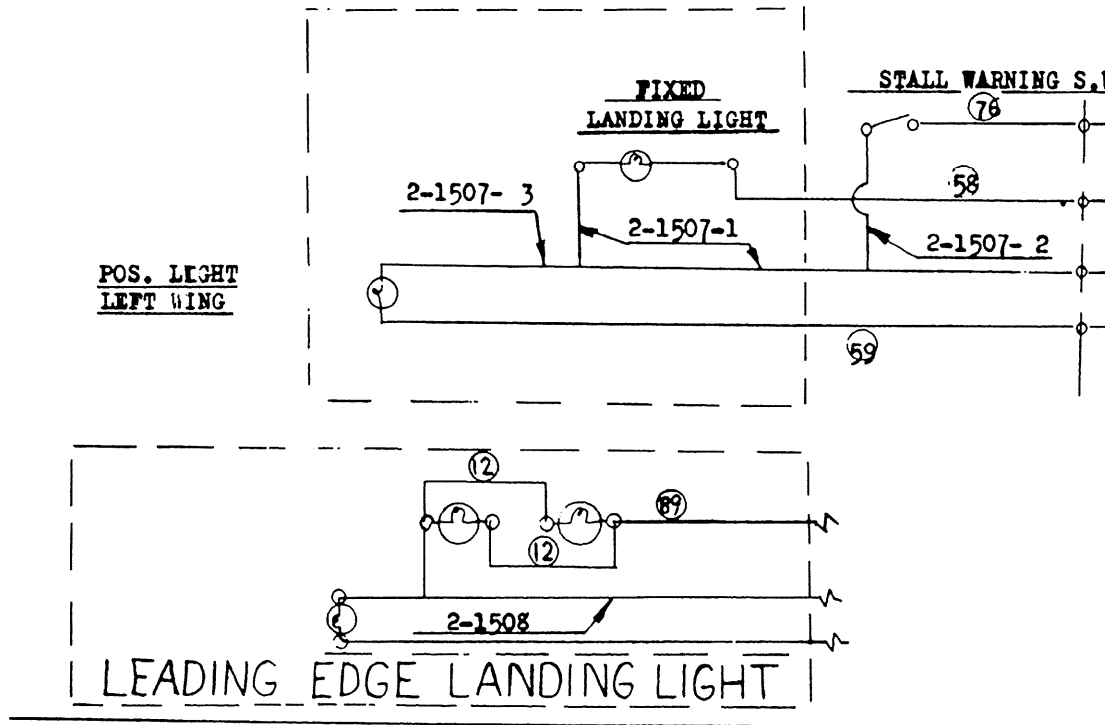 FIXED
LANDING LIGHT
STALL WARNING S.
76
58
2-1507- 3
2-1507-1
2-1507- 2
POS. LIGHT
LEFT WING
59
12
89
12
2-1508
LEADING EDGE LANDING LIGHT